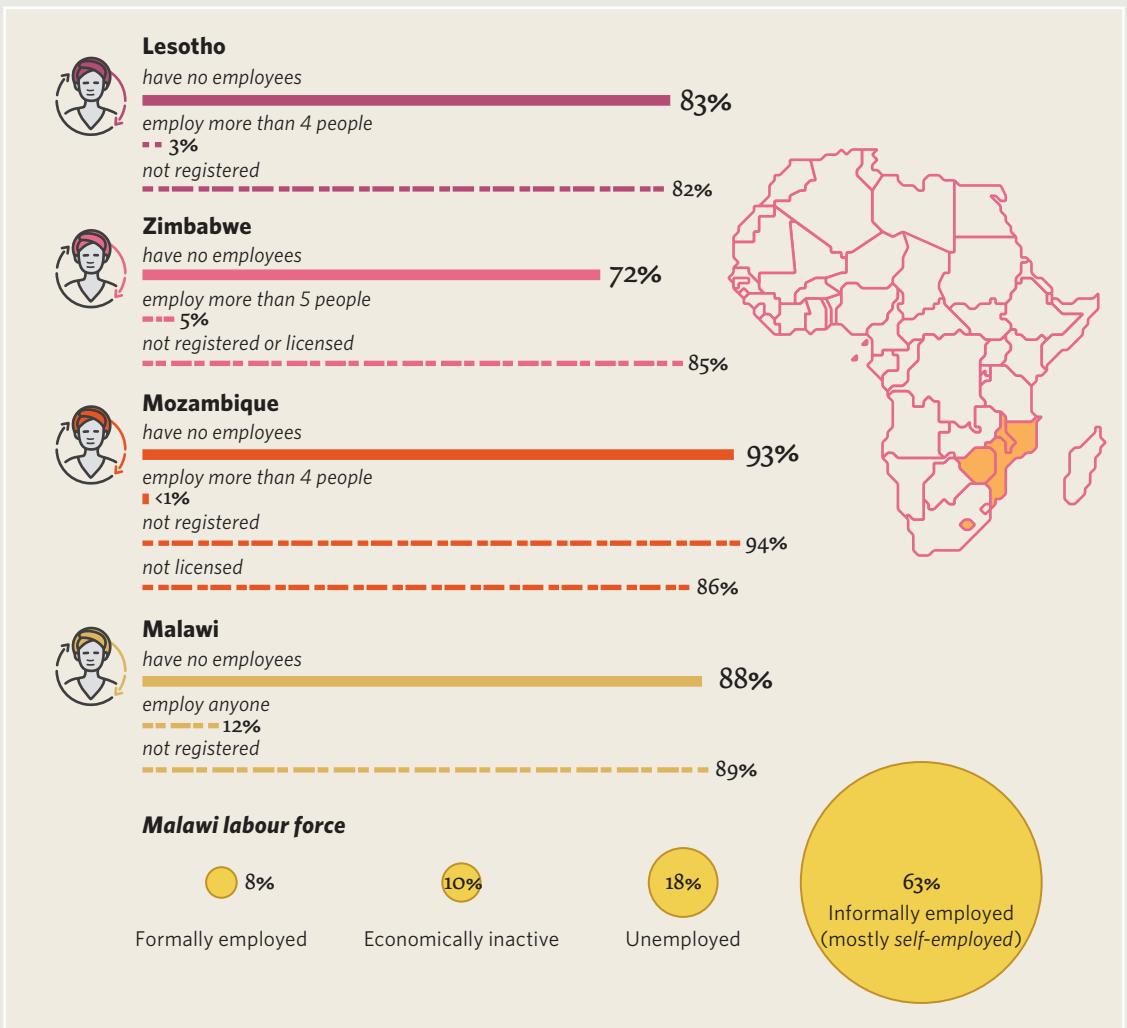 Lesotho
have no employees
83%
employ more than 4 people
3%
not registered
82%
Zimbabwe
have no employees
72%
employ more than 5 people
5%
not registered or licensed
85%
Mozambique
have no employees
93%
employ more than 4 people
<1%
not registered
94%
not licensed
86%
Malawi
have no employees
88%
employ anyone
12%
not registered
89%
Malawi labour force
8%
Formally employed
10%
Economically inactive
18%
Unemployed
63%
Informally employed
(mostly self-employed)